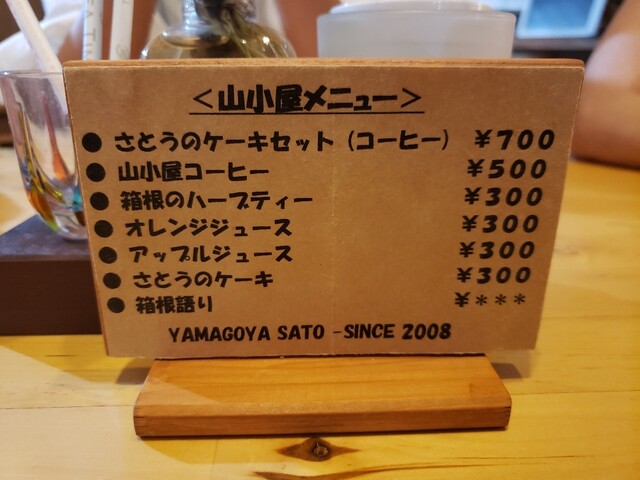 ＜山小屋メニュー＞
● さとうのケーキセット（コーヒー） ￥700
● 山小屋コーヒー ￥500
● 箱根のハーブティー ￥300
● オレンジジュース ￥300
● アップルジュース ￥300
● さとうのケーキ ￥300
● 箱根語り ￥＊＊＊
YAMAGOYA SATO -SINCE 2008